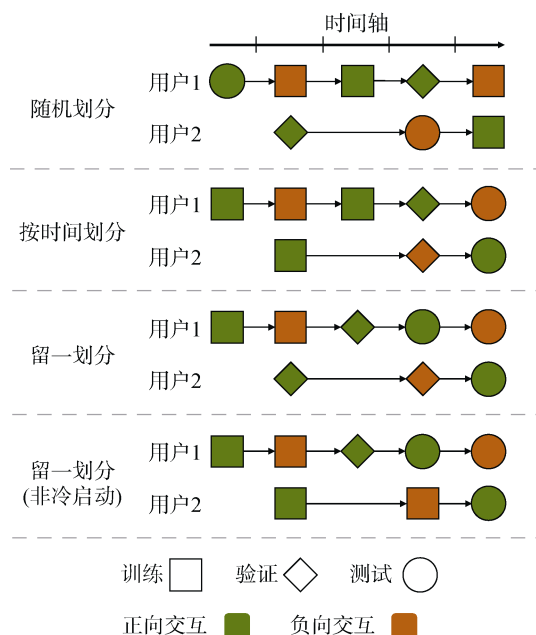 时间轴
随机划分
用户1
用户2
按时间划分
用户1
用户2
留一划分
用户1
用户2
留一划分
(非冷启动)
用户1
用户2
训练 验证 测试
正向交互 负向交互